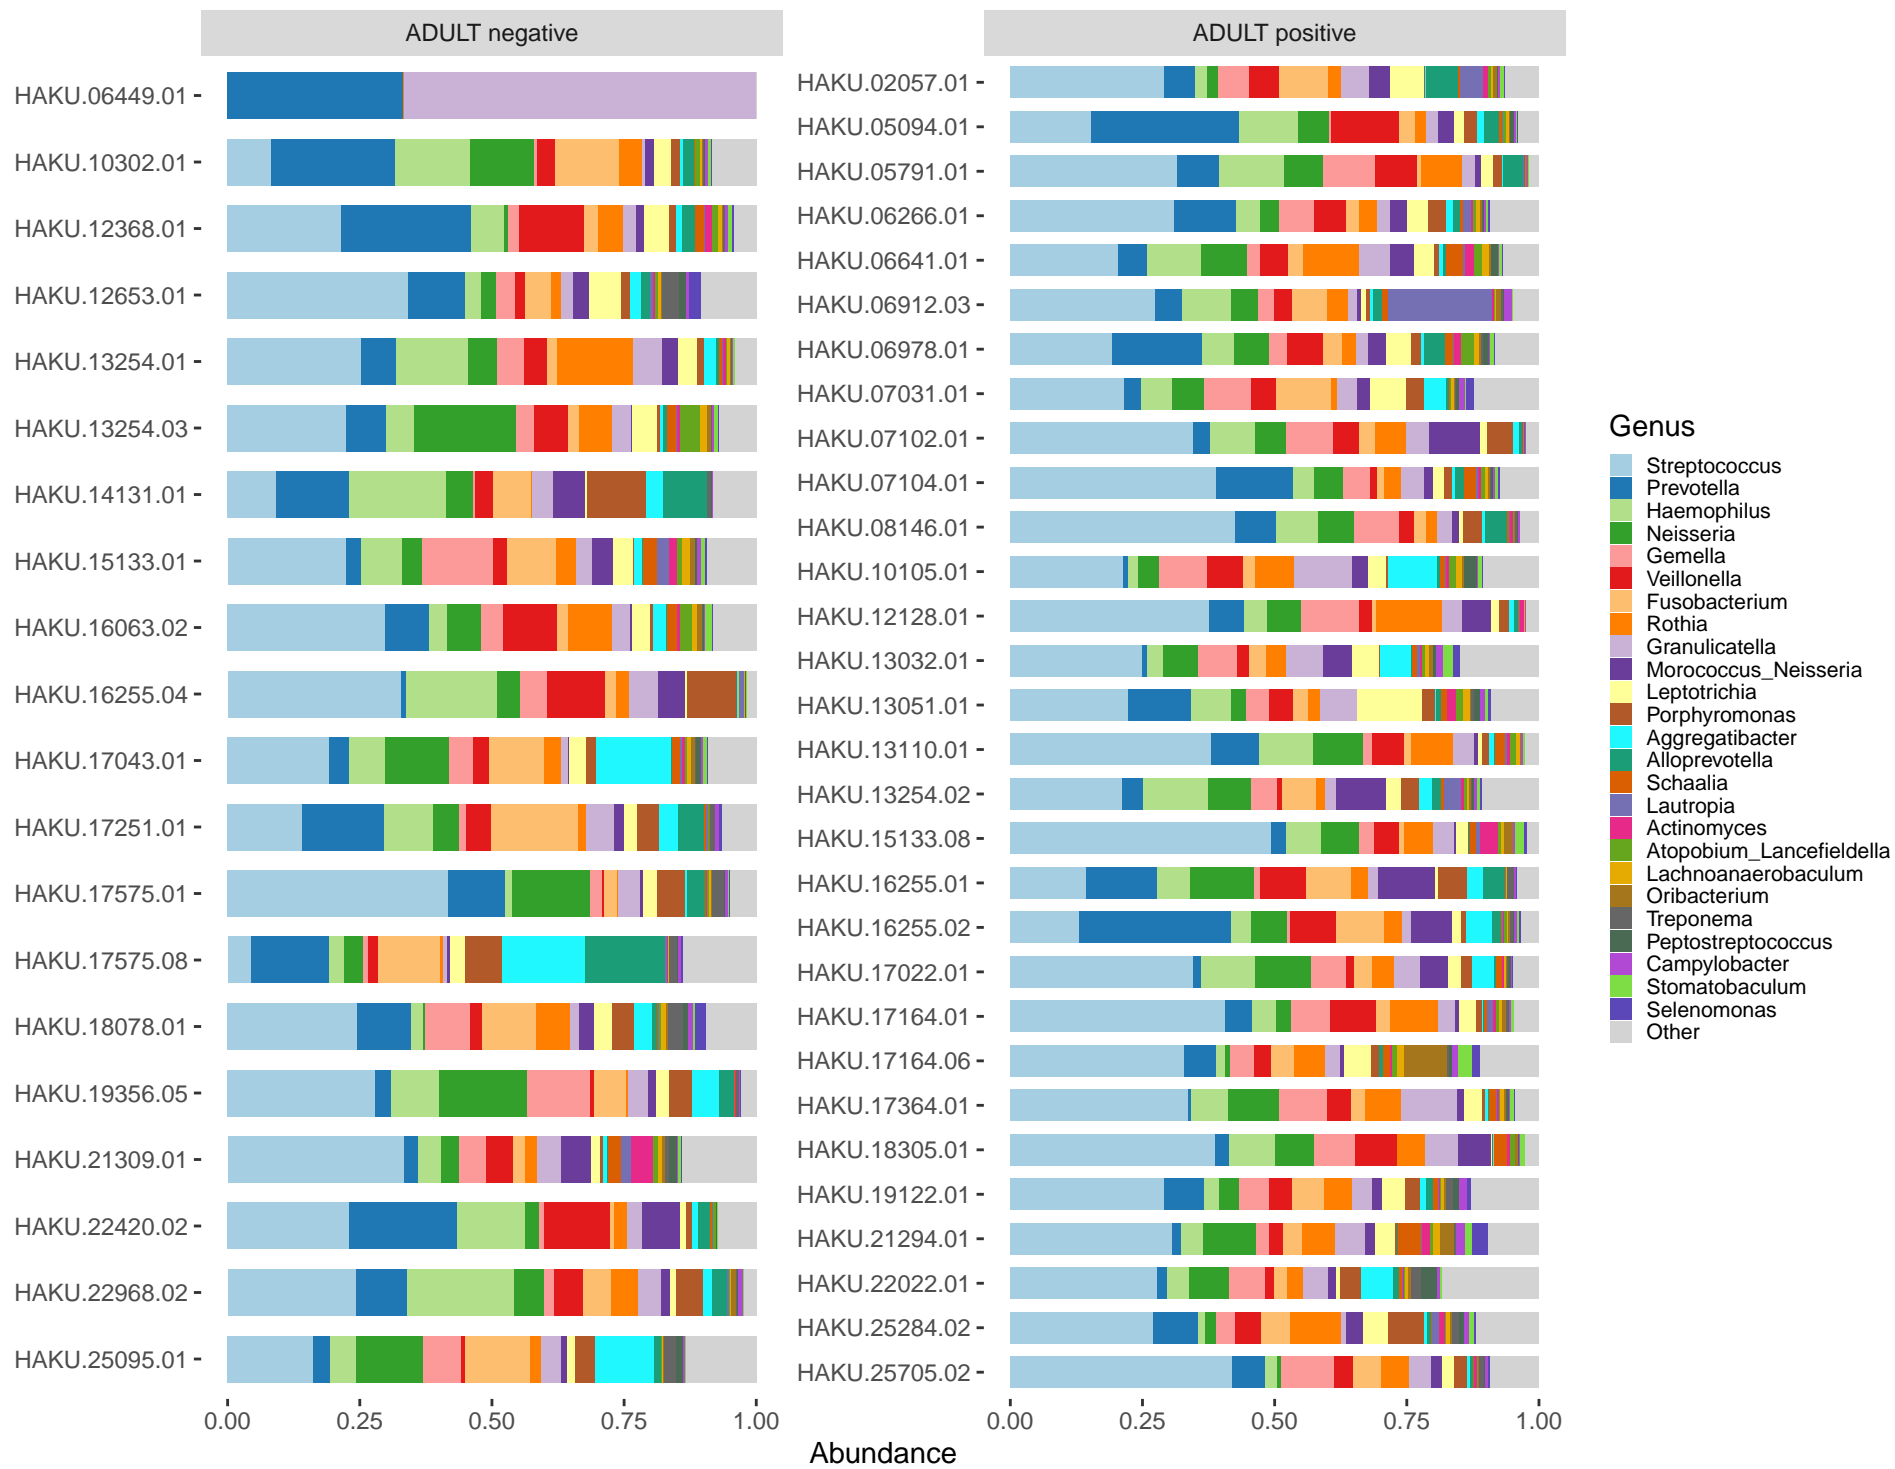 ADULT negative
ADULT positive
HAKU.06449.01
HAKU.10302.01
HAKU.12368.01
HAKU.12653.01
HAKU.13254.01
HAKU.13254.03
HAKU.14131.01
HAKU.15133.01
HAKU.16063.02
HAKU.16255.04
HAKU.17043.01
HAKU.17251.01
HAKU.17575.01
HAKU.17575.08
HAKU.18078.01
HAKU.19356.05
HAKU.21309.01
HAKU.22420.02
HAKU.22968.02
HAKU.25095.01
0.00 0.25 0.50 0.75 1.00
HAKU.02057.01
HAKU.05094.01
HAKU.05791.01
HAKU.06266.01
HAKU.06641.01
HAKU.06912.03
HAKU.06978.01
HAKU.07031.01
HAKU.07102.01
HAKU.07104.01
HAKU.08146.01
HAKU.10105.01
HAKU.12128.01
HAKU.13032.01
HAKU.13051.01
HAKU.13110.01
HAKU.13254.02
HAKU.15133.08
HAKU.16255.01
HAKU.16255.02
HAKU.17022.01
HAKU.17164.01
HAKU.17164.06
HAKU.17364.01
HAKU.18305.01
HAKU.19122.01
HAKU.21294.01
HAKU.22022.01
HAKU.25284.02
HAKU.25705.02
0.00 0.25 0.50 0.75 1.00
Abundance
Genus
Streptococcus
Prevotella
Haemophilus
Neisseria
Gemella
Veillonella
Fusobacterium
Rothia
Granulicatella
Morococcus_Neisseria
Leptotrichia
Porphyromonas
Aggregatibacter
Alloprevotella
Schaalia
Lautropia
Actinomyces
Atopobium_Lancefieldella
Lachnoanaerobaculum
Oribacterium
Treponema
Peptostreptococcus
Campylobacter
Stomatobaculum
Selenomonas
Other